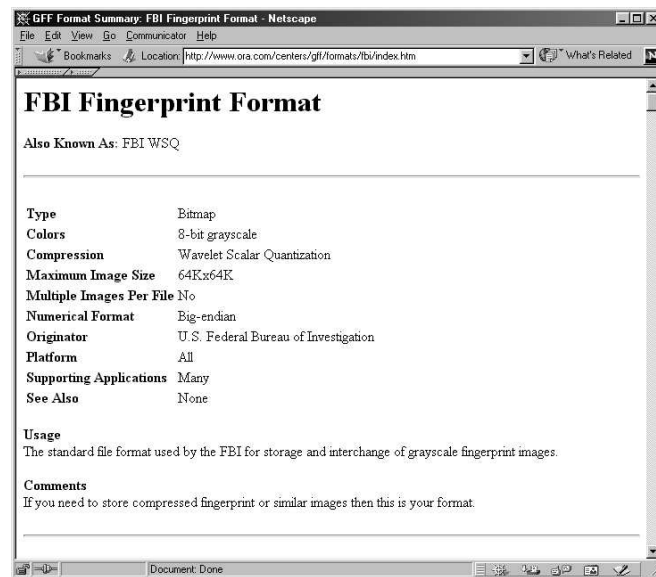 GFF Format Summary: FBI Fingerprint Format - Netscape
File Edit View Go Communicator Help
Bookmarks Location: http://www.ora.com/centers/gff/formats/fbi/index.htm What's Related N
FBI Fingerprint Format
Also Known As: FBI WSQ
Type Bitmap
Colors 8-bit grayscale
Compression Wavelet Scalar Quantization
Maximum Image Size 64Kx64K
Multiple Images Per File No
Numerical Format Big-endian
Originator U.S. Federal Bureau of Investigation
Platform All
Supporting Applications Many
See Also None
Usage
The standard file format used by the FBI for storage and interchange of grayscale fingerprint images.
Comments
If you need to store compressed fingerprint or similar images then this is your format.
Document: Done